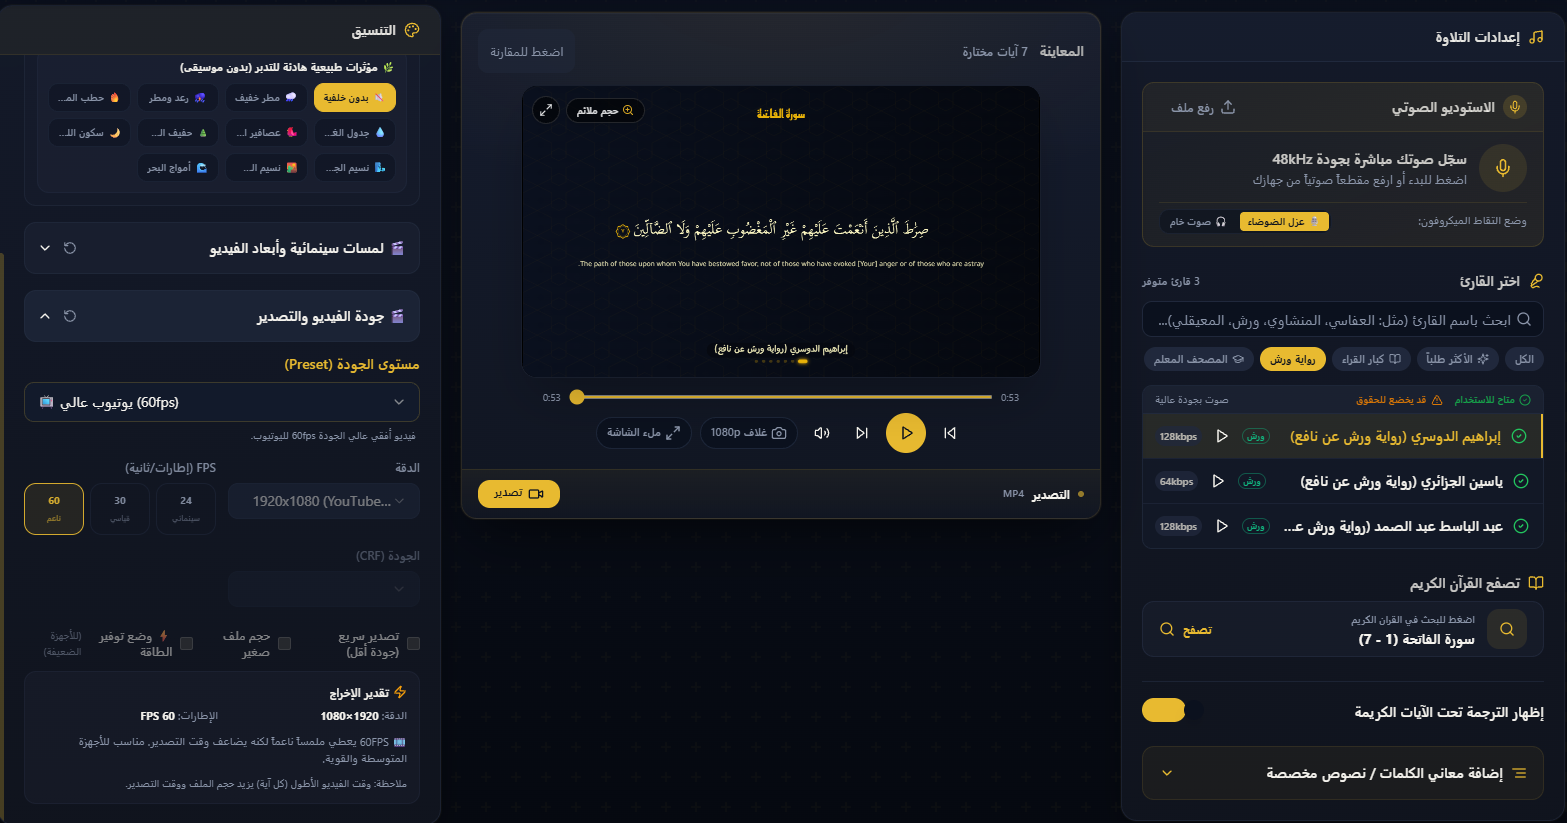 إعدادات التلاوة
الاستوديو الصوتي
رفع ملف
سجّل صوتك مباشرة بجودة 48kHz
اضغط للبدء أو ارفع مقطعاً صوتياً من جهازك
وضع التقاط الميكروفون:
عزل الضوضاء
صوت خام
اختر القارئ
3 قارئ متوفر
ابحث باسم القارئ (مثل: العفاسي، المنشاوي، ورش، المعيقلي)...
الكل
الأكثر طلباً
كبار القراء
رواية ورش
المصحف المعلم
متاح للاستخدام
قد يخضع للحقوق
صوت بجودة عالية
إبراهيم الدوسري (رواية ورش عن نافع)
ورش
128kbps
ياسين الجزائري (رواية ورش عن نافع)
ورش
64kbps
عبد الباسط عبد الصمد (رواية ورش عـ...
ورش
128kbps
تصفح القرآن الكريم
اضغط للبحث في القرآن الكريم
سورة الفاتحة (1 - 7)
تصفح
إظهار الترجمة تحت الآيات الكريمة
إضافة معاني الكلمات / نصوص مخصصة
المعاينة
7 آيات مختارة
اضغط للمقارنة
حجم ملائم
سورة الفاتحة
صِرَٰطَ ٱلَّذِينَ أَنْعَمْتَ عَلَيْهِمْ غَيْرِ ٱلْمَغْضُوبِ عَلَيْهِمْ وَلَا ٱلضَّآلِّينَ ٧
The path of those upon whom You have bestowed favor, not of those who have evoked [Your] anger or of those who are astray.
إبراهيم الدوسري (رواية ورش عن نافع)
0:53
0:53
غلاف 1080p
ملء الشاشة
التصدير
MP4
تصدير
التنسيق
مؤثرات طبيعية هادئة للتدبر (بدون موسيقى)
بدون خلفية
مطر خفيف
رعد ومطر
حطب المـ...
جدول الغـ...
عصافير ا...
حفيف الـ...
سكون اللـ...
نسيم الجـ...
نسيم الـ...
أمواج البحر
لمسات سينمائية وأبعاد الفيديو
جودة الفيديو والتصدير
مستوى الجودة (Preset)
يوتيوب عالي (60fps)
فيديو أفقي عالي الجودة 60fps لليوتيوب.
الدقة
1920x1080 (YouTube...
FPS (إطارات/ثانية)
24
سينمائي
30
قياسي
60
ناعم
الجودة (CRF)
تصدير سريع (جودة أقل)
حجم ملف صغير
وضع توفير الطاقة
(للأجهزة الضعيفة)
تقدير الإخراج
الدقة: 1920×1080
الإطارات: 60 FPS
60FPS يعطي ملمساً ناعماً لكنه يضاعف وقت التصدير. مناسب للأجهزة
المتوسطة والقوية.
ملاحظة: وقت الفيديو الأطول (كل آية) يزيد حجم الملف ووقت التصدير.